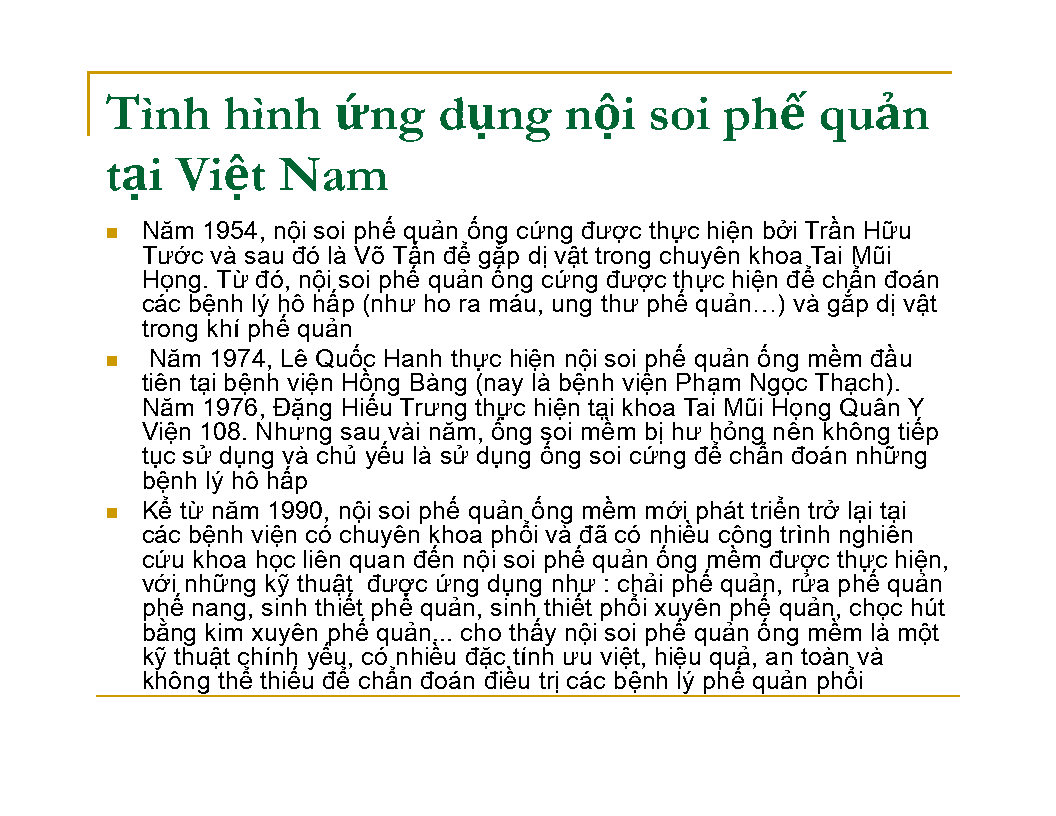 Tình hình ứng dụng nội soi phế quản
tại Việt Nam
Năm 1954, nội soi phế quản ống cứng được thực hiện bởi Trần Hữu
Tước và sau đó là Võ Tấn để gắp dị vật trong chuyên khoa Tai Mũi
Họng. Từ đó, nội soi phế quản ống cứng được thực hiện để chẩn đoán
các bệnh lý hô hấp (như ho ra máu, ung thư phế quản…) và gắp dị vật
trong khí phế quản
Năm 1974, Lê Quốc Hanh thực hiện nội soi phế quản ống mềm đầu
tiên tại bệnh viện Hồng Bàng (nay là bệnh viện Phạm Ngọc Thạch).
Năm 1976, Đặng Hiếu Trưng thực hiện tại khoa Tai Mũi Họng Quân Y
Viện 108. Nhưng sau vài năm, ống soi mềm bị hư hỏng nên không tiếp
tục sử dụng và chủ yếu là sử dụng ống soi cứng để chẩn đoán những
bệnh lý hô hấp
Kể từ năm 1990, nội soi phế quản ống mềm mới phát triển trở lại tại
các bệnh viện có chuyên khoa phổi và đã có nhiều công trình nghiên
cứu khoa học liên quan đến nội soi phế quản ống mềm được thực hiện,
với những kỹ thuật được ứng dụng như : chải phế quản, rửa phế quản
phế nang, sinh thiết phế quản, sinh thiết phổi xuyên phế quản, chọc hút
bằng kim xuyên phế quản... cho thấy nội soi phế quản ống mềm là một
kỹ thuật chính yếu, có nhiều đặc tính ưu việt, hiệu quả, an toàn và
không thể thiếu để chẩn đoán điều trị các bệnh lý phế quản phổi